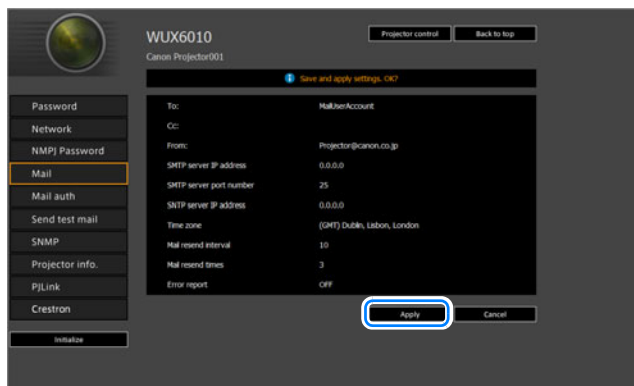 WUX6010
Projector control
Back to top
Canon Projector001
Save and apply settings. OK?
Password
Network
NMPJ Password
Mail
Mail auth
Send test mail
SNMP
Projector info.
PJLink
Crestron
Initialize
To: MailUserAccount
Cc:
From: Projector@canon.co.jp
SMTP server IP address 0.0.0.0
SMTP server port number 25
SNTP server IP address 0.0.0.0
Time zone (GMT) Dublin, Lisbon, London
Mail resend interval 10
Mail resend times 3
Error report OFF
Apply
Cancel